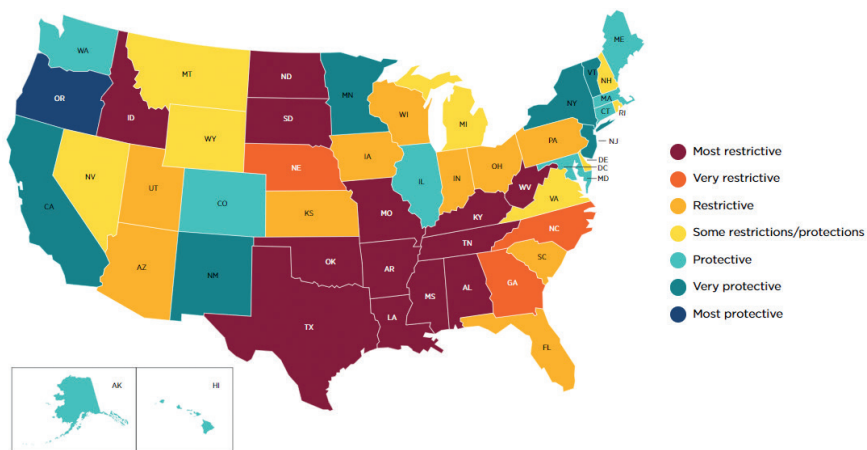 ME
WA
MT
ND
VT
NH
OR
MN
ID
SD
WI
NY
MA
CT
RI
MI
WY
IA
PA
NJ
NE
NV
OH
DE
DC
MD
UT
IL
IN
CA
CO
WV
VA
KS
MO
KY
NC
TN
OK
AZ
NM
AR
SC
MS
AL
GA
LA
TX
FL
AK
HI
Most restrictive
Very restrictive
Restrictive
Some restrictions/protections
Protective
Very protective
Most protective